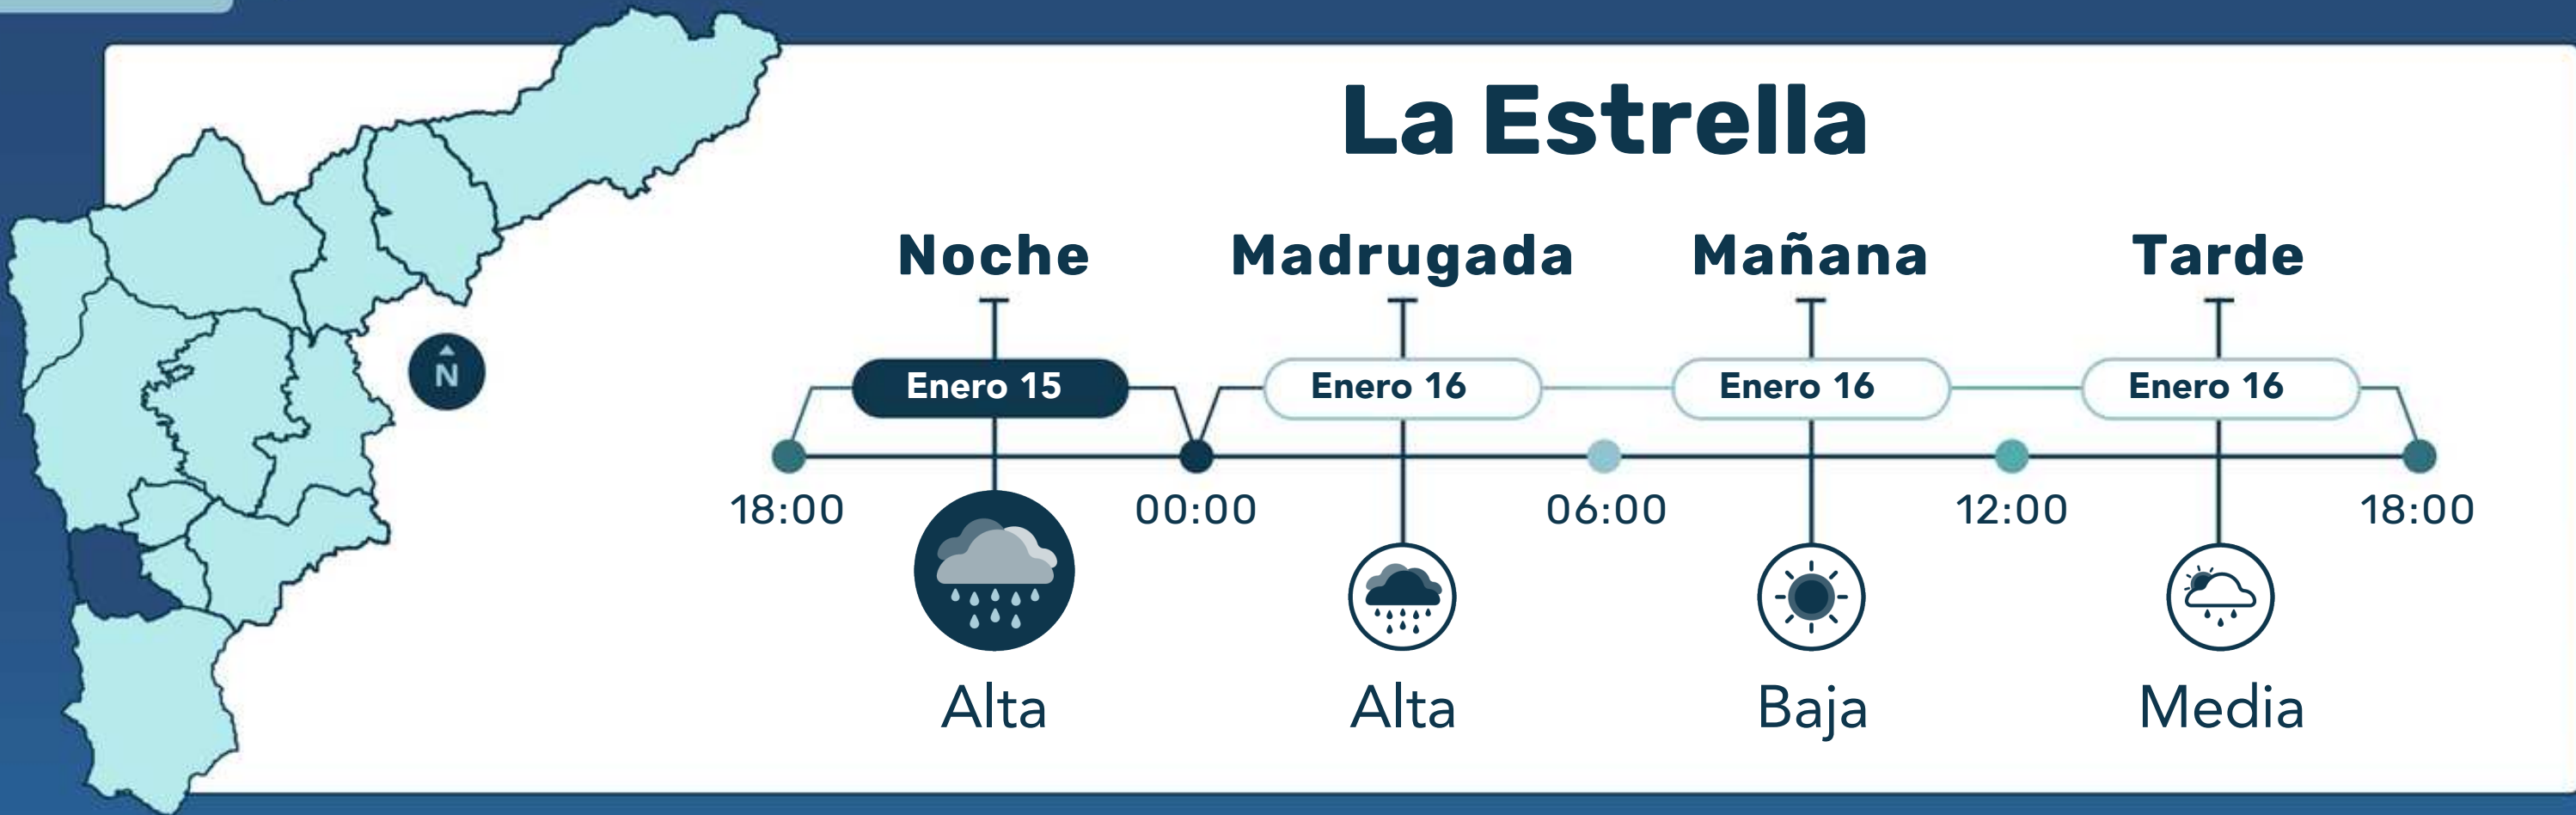 La Estrella
Noche Madrugada Mañana Tarde
Enero 15 Enero 16 Enero 16 Enero 16
N
18:00 00:00 06:00 12:00 18:00
Alta Alta Baja Media